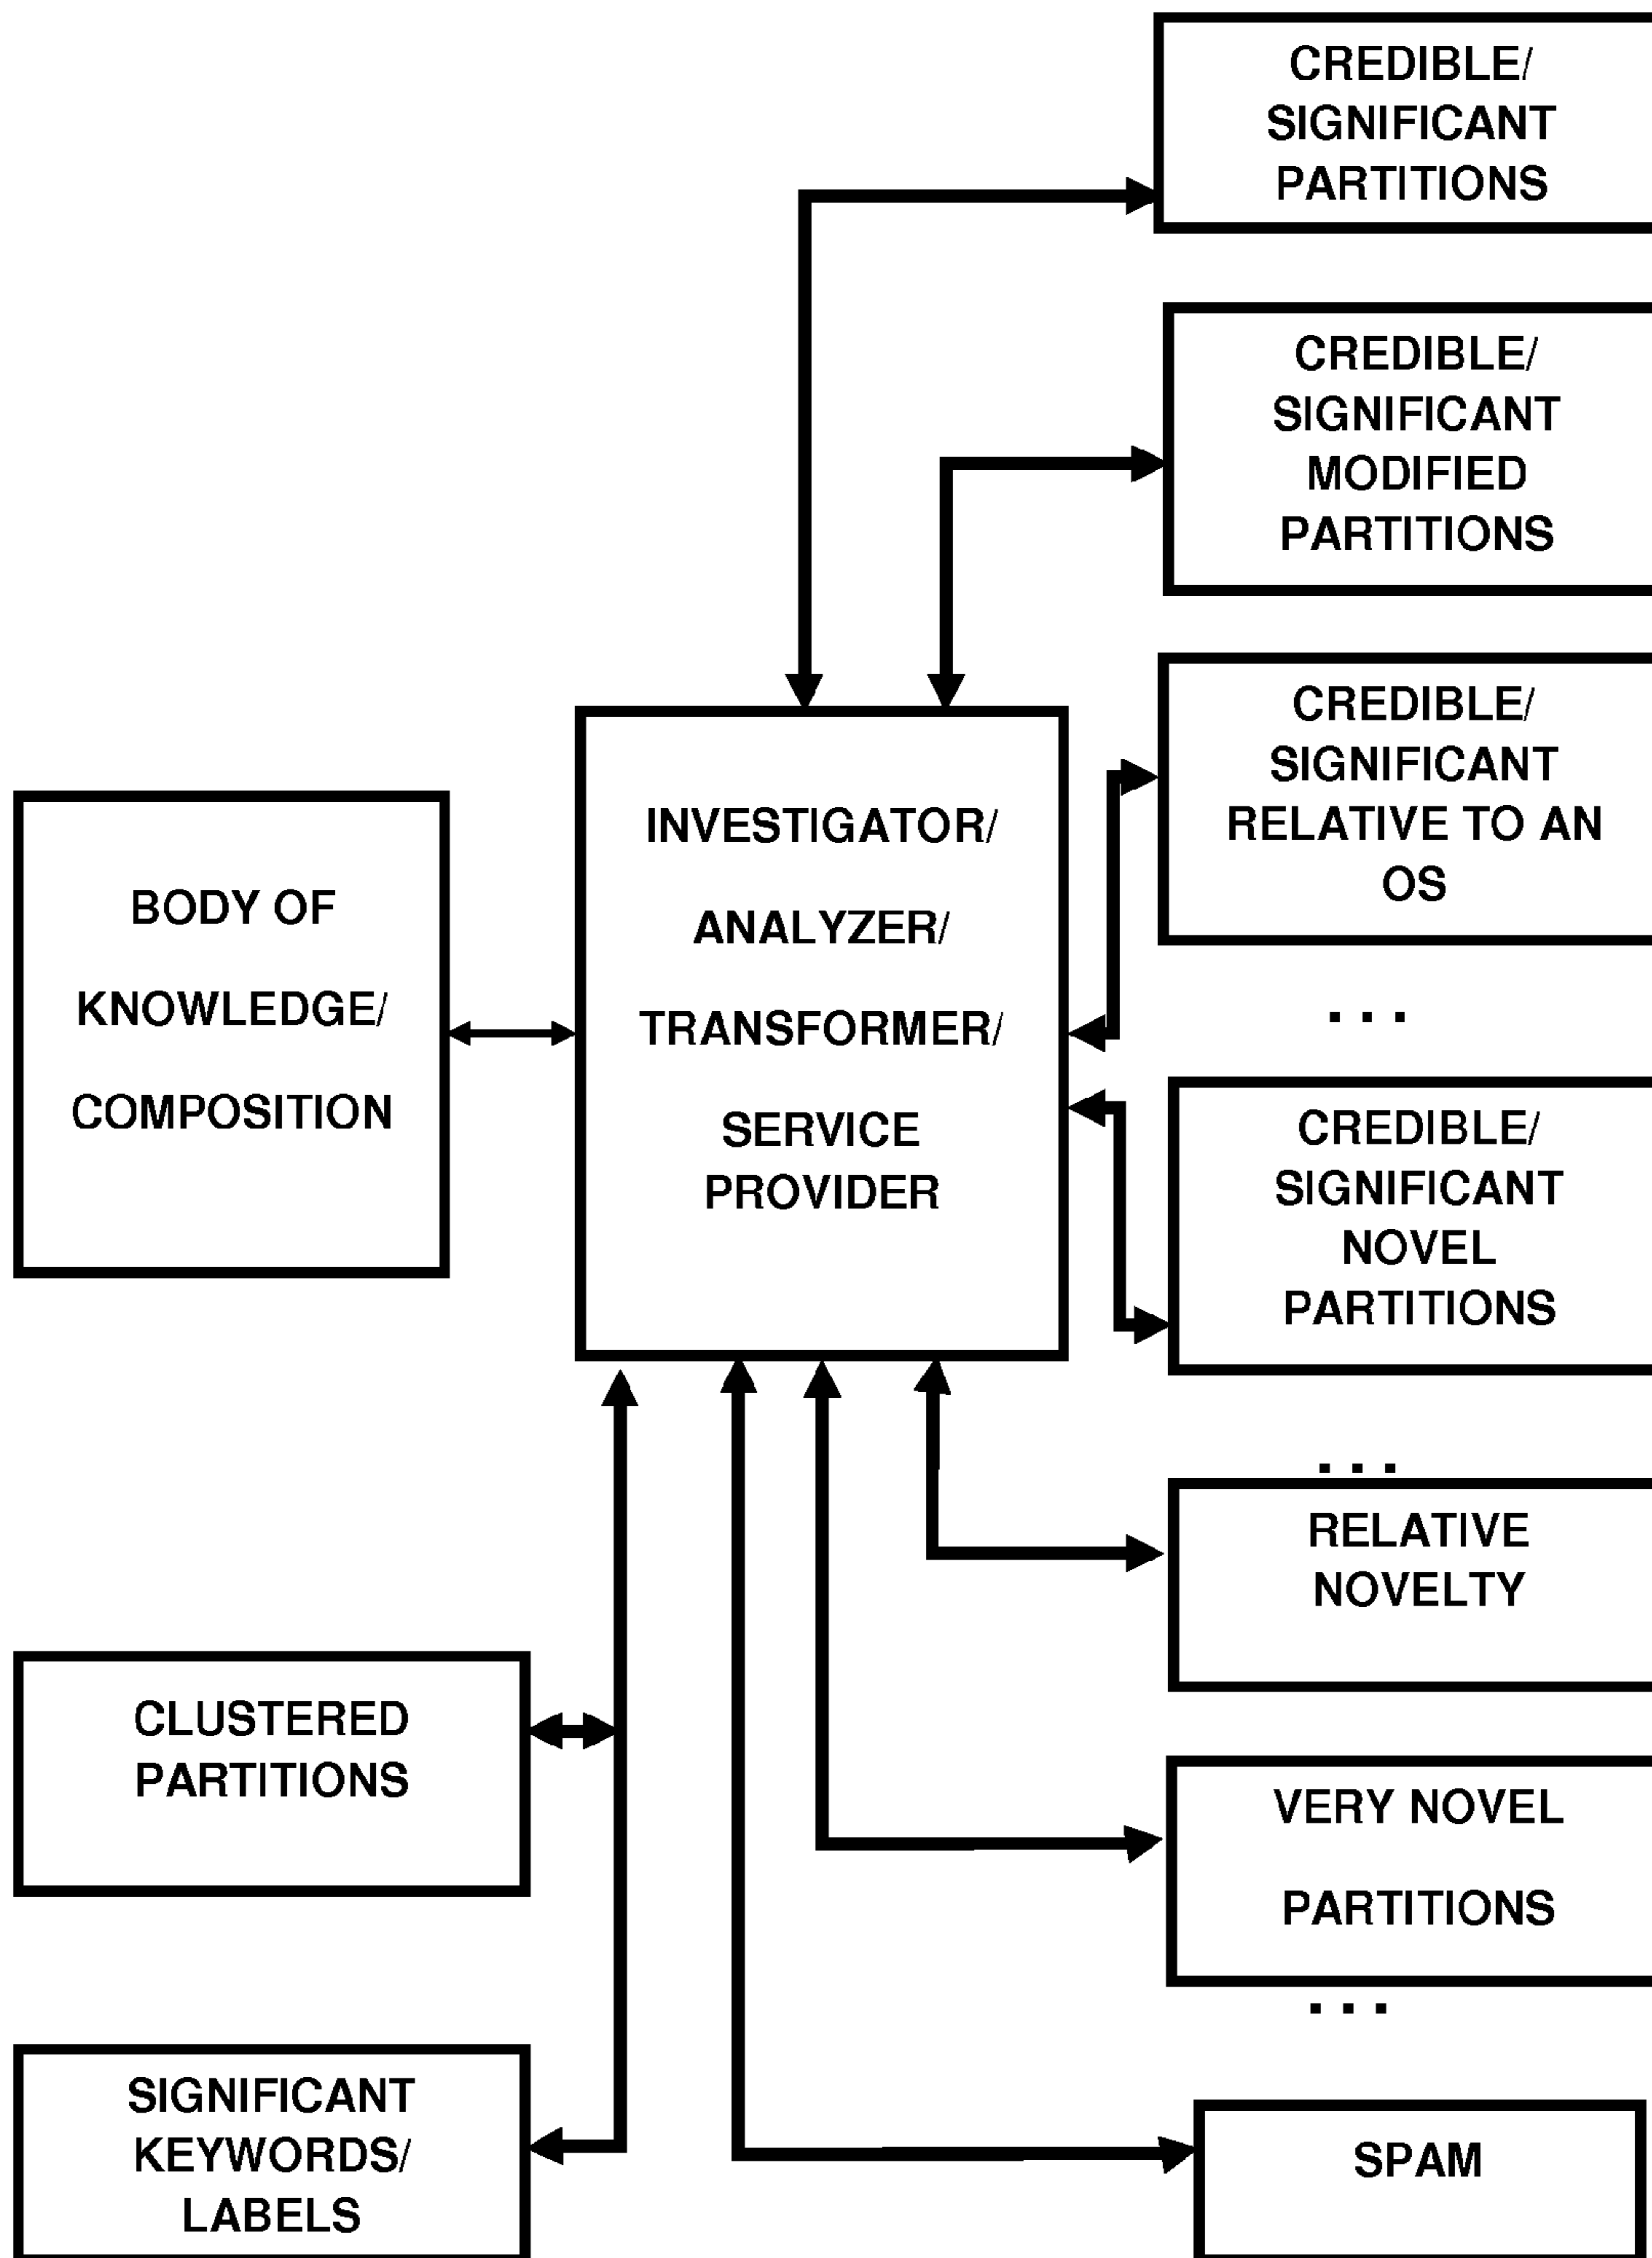 CREDIBLE/
SIGNIFICANT
PARTITIONS
CREDIBLE/
SIGNIFICANT
MODIFIED
PARTITIONS
CREDIBLE/
SIGNIFICANT
RELATIVE TO AN
OS
...
INVESTIGATOR/
ANALYZER/
TRANSFORMER/
SERVICE
PROVIDER
BODY OF
KNOWLEDGE/
COMPOSITION
CREDIBLE/
SIGNIFICANT
NOVEL
PARTITIONS
...
RELATIVE
NOVELTY
CLUSTERED
PARTITIONS
VERY NOVEL
PARTITIONS
...
SIGNIFICANT
KEYWORDS/
LABELS
SPAM